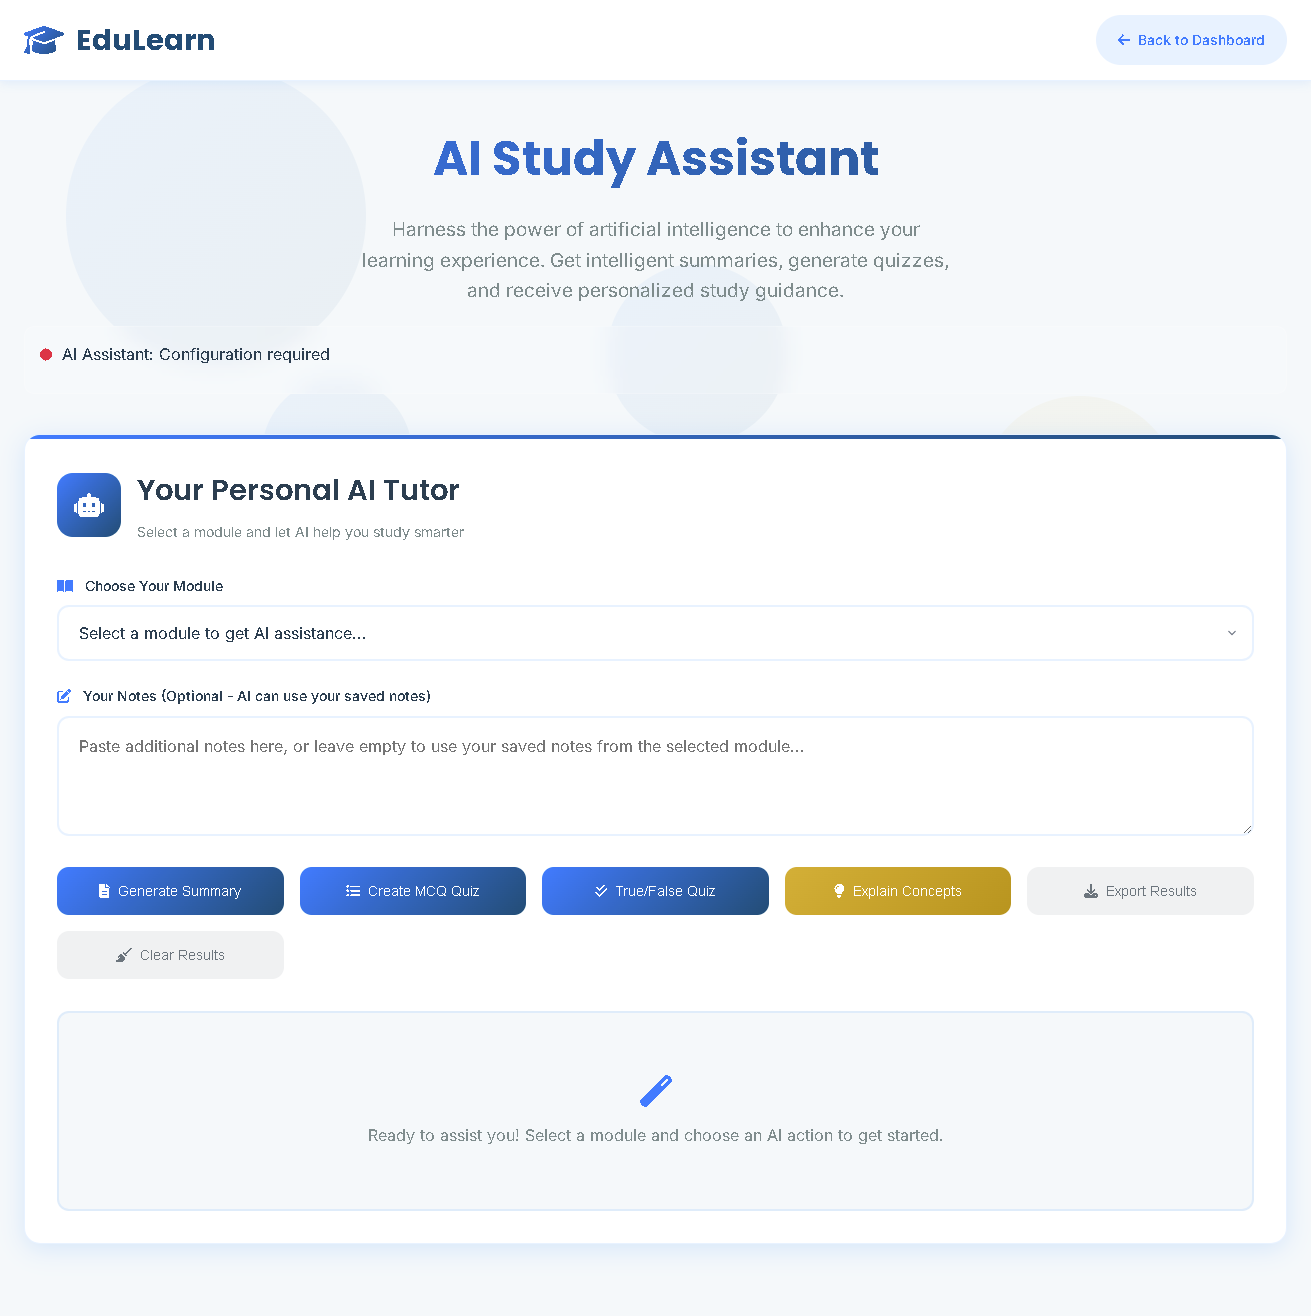 EduLearn
Back to Dashboard
AI Study Assistant
Harness the power of artificial intelligence to enhance your
learning experience. Get intelligent summaries, generate quizzes,
and receive personalized study guidance.
AI Assistant: Configuration required
Your Personal AI Tutor
Select a module and let AI help you study smarter
Choose Your Module
Select a module to get AI assistance...
Your Notes (Optional - AI can use your saved notes)
Paste additional notes here, or leave empty to use your saved notes from the selected module...
Generate Summary
Create MCQ Quiz
True/False Quiz
Explain Concepts
Export Results
Clear Results
Ready to assist you! Select a module and choose an AI action to get started.